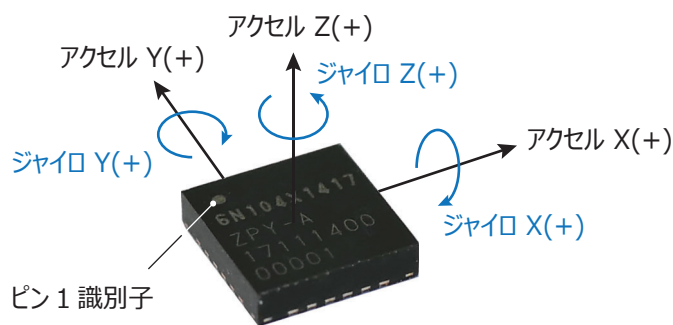 アクセル Z(+)
アクセル Y(+)
ジャイロ Z(+)
アクセル X(+)
ジャイロ Y(+)
ジャイロ X(+)
6N104X1417
ZPY-A
17111400
00001
ピン 1 識別子